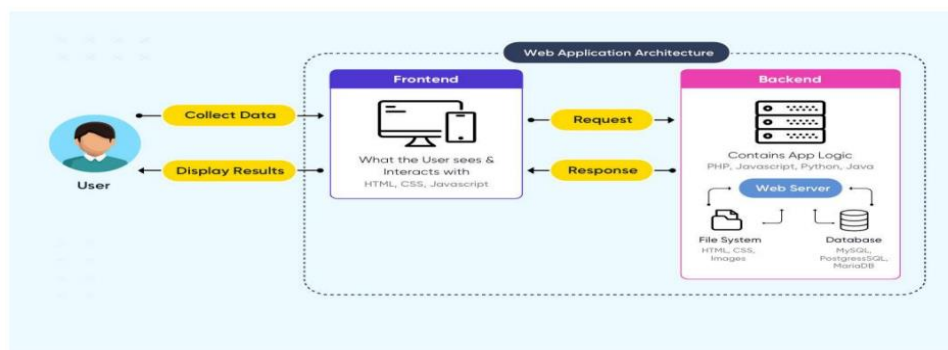 Web Application Architecture
Frontend
Backend
Collect Data
Request
What the User sees &
Interacts with
HTML, CSS, Javascript
Contains App Logic
PHP, Javascript, Python, Java
Display Results
Response
User
Web Server
File System
HTML, CSS,
Images
Database
MySQL,
PostgressSQL,
MariaDB